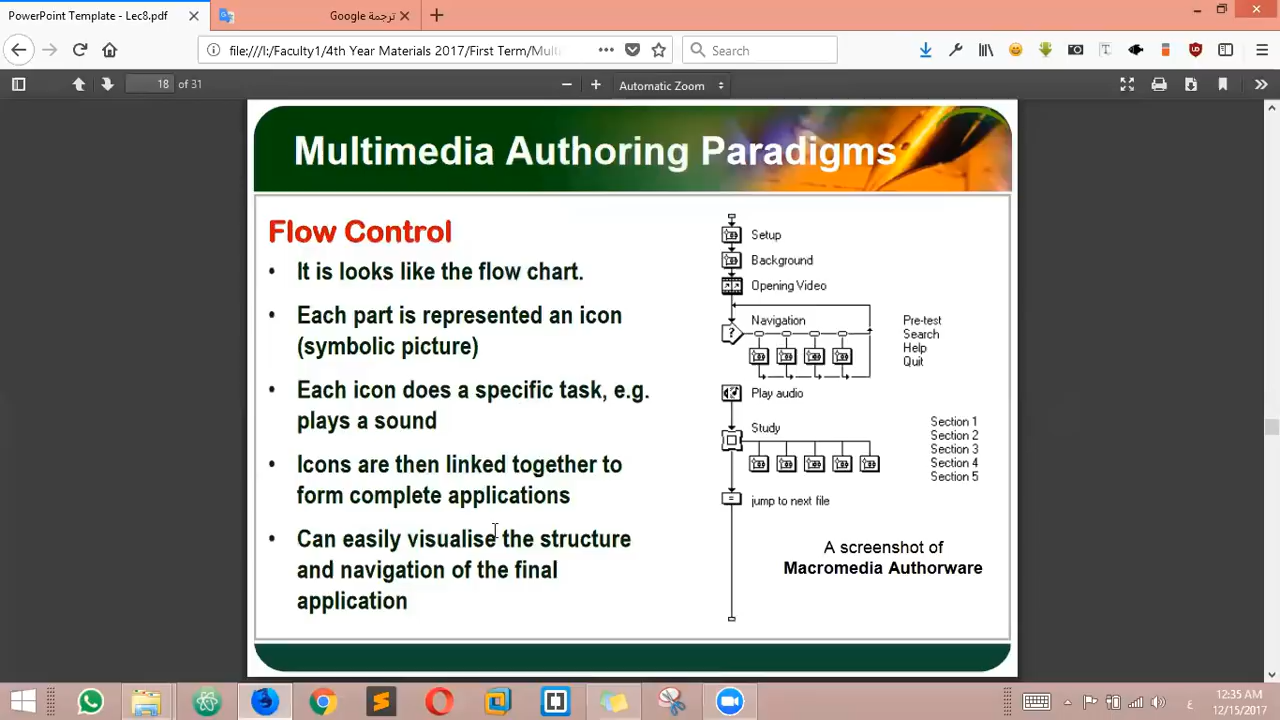 PowerPoint Template - Lec8.pdf
ترجمة Google
file:///I:/Faculty1/4th Year Materials 2017/First Term/Mult
Search
18 of 31
Automatic Zoom
Multimedia Authoring Paradigms
Flow Control
• It is looks like the flow chart.
• Each part is represented an icon
(symbolic picture)
• Each icon does a specific task, e.g.
plays a sound
• Icons are then linked together to
form complete applications
• Can easily visualise the structure
and navigation of the final
application
Setup
Background
Opening Video
Navigation
?
Pre-test
Search
Help
Quit
Play audio
Study
Section 1
Section 2
Section 3
Section 4
Section 5
=
jump to next file
A screenshot of
Macromedia Authorware
ع
12:35 AM
12/15/2017